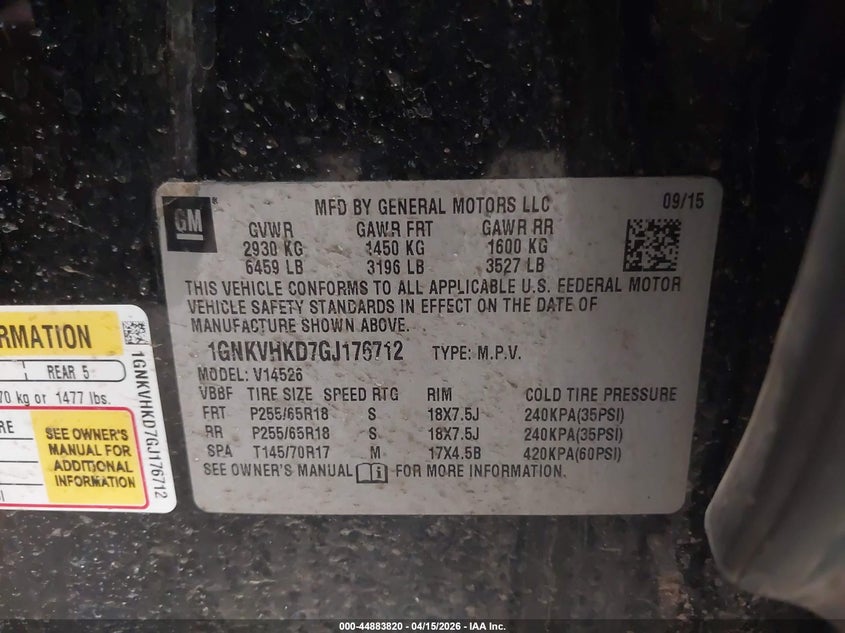 GM
MFD BY GENERAL MOTORS LLC 09/15
GVWR GAWR FRT GAWR RR
2930 KG 1450 KG 1600 KG
6459 LB 3196 LB 3527 LB
THIS VEHICLE CONFORMS TO ALL APPLICABLE U.S. FEDERAL MOTOR
VEHICLE SAFETY STANDARDS IN EFFECT ON THE DATE OF
MANUFACTURE SHOWN ABOVE.
1GNKVHKD7GJ176712 TYPE: M.P.V.
MODEL: V14526
VBBF TIRE SIZE SPEED RTG RIM COLD TIRE PRESSURE
FRT P255/65R18 S 18X7.5J 240KPA(35PSI)
RR P255/65R18 S 18X7.5J 240KPA(35PSI)
SPA T145/70R17 M 17X4.5B 420KPA(60PSI)
SEE OWNER'S MANUAL FOR MORE INFORMATION.
REAR 5
or 1477 lbs.
SEE OWNER'S
MANUAL FOR
ADDITIONAL
INFORMATION
1GNKVHKD7GJ176712
000-44883820 - 04/15/2026 - IAA Inc.